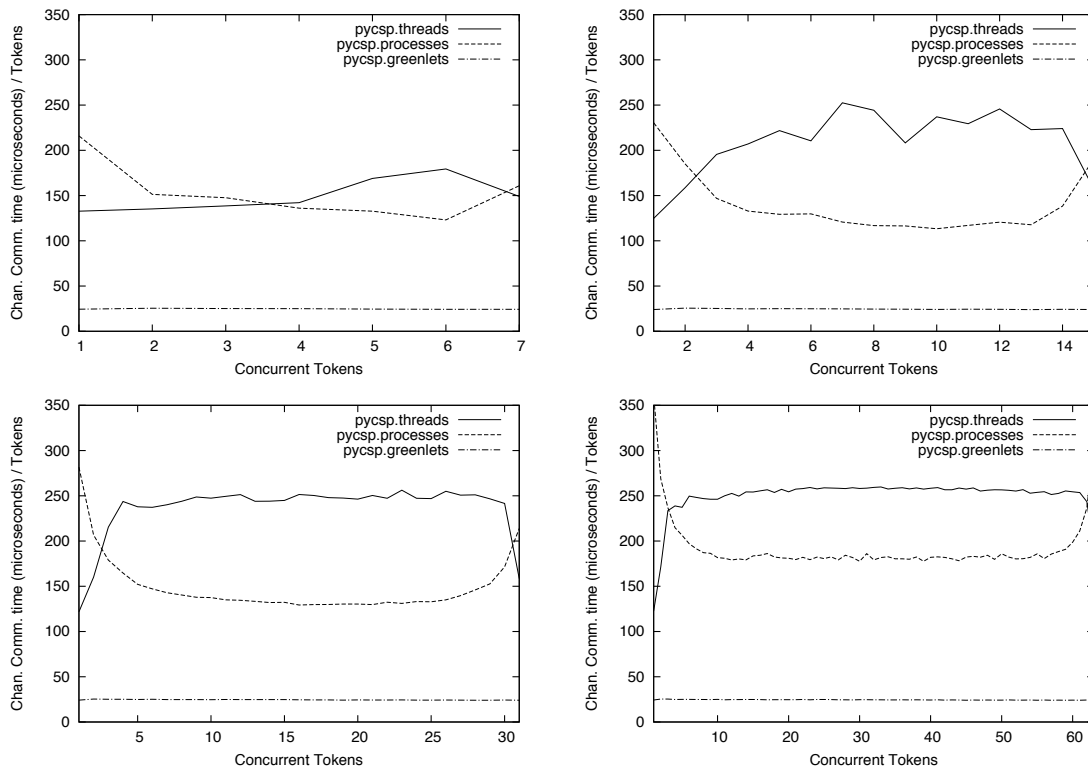 350
300
250
200
150
100
50
0
Chan. Comm. time (microseconds) / Tokens
pycsp.threads
pycsp.processes
pycsp.greenlets
1 2 3 4 5 6 7
Concurrent Tokens
350
300
250
200
150
100
50
0
Chan. Comm. time (microseconds) / Tokens
pycsp.threads
pycsp.processes
pycsp.greenlets
2 4 6 8 10 12 14
Concurrent Tokens
350
300
250
200
150
100
50
0
Chan. Comm. time (microseconds) / Tokens
pycsp.threads
pycsp.processes
pycsp.greenlets
5 10 15 20 25 30
Concurrent Tokens
350
300
250
200
150
100
50
0
Chan. Comm. time (microseconds) / Tokens
pycsp.threads
pycsp.processes
pycsp.greenlets
10 20 30 40 50 60
Concurrent Tokens